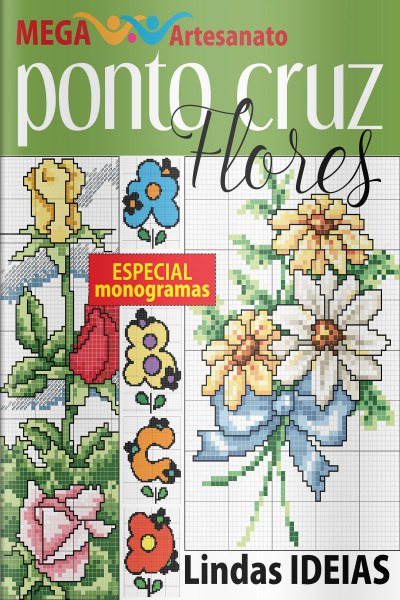 MEGA Artesanato
ponto cruz
Flores
ESPECIAL
monogramas
Lindas IDEIAS